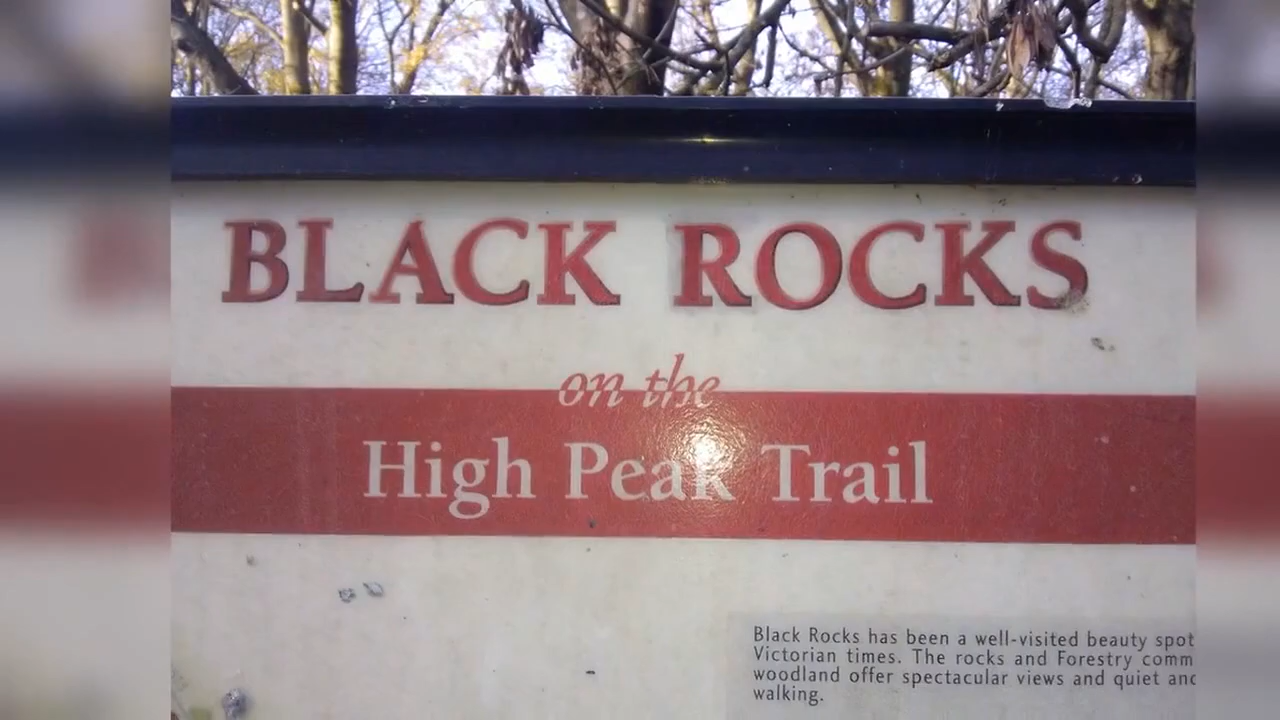 BLACK ROCKS
on the
High Peak Trail
Black Rocks has been a well-visited beauty spot
Victorian times. The rocks and Forestry comm
woodland offer spectacular views and quiet and
walking.